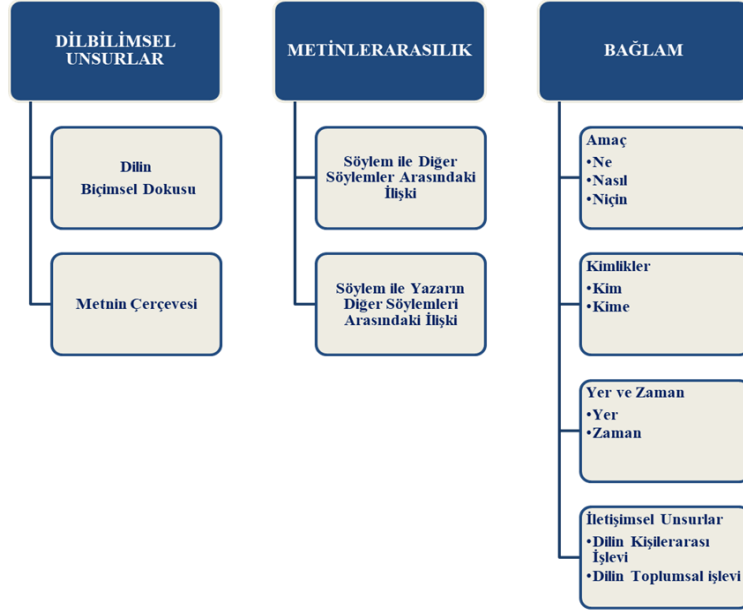 DİLBİLİMSEL
UNSURLAR
Dilin
Biçimsel Dokusu
Metnin Çerçevesi
METİNLERARASILIK
Söylem ile Diğer
Söylemler Arasındaki
İlişki
Söylem ile Yazarın
Diğer Söylemleri
Arasındaki İlişki
BAĞLAM
Amaç
•Ne
•Nasıl
•Niçin
Kimlikler
•Kim
•Kime
Yer ve Zaman
•Yer
•Zaman
İletişimsel Unsurlar
•Dilin Kişilerarası
İşlevi
•Dilin Toplumsal işlevi